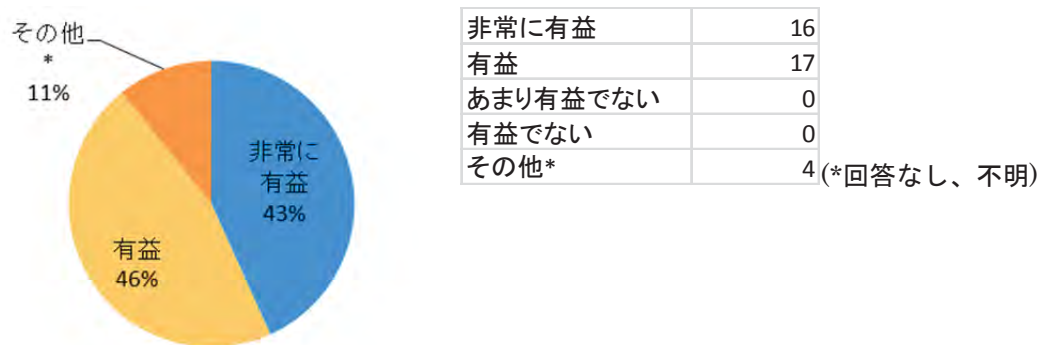 その他
*
11%
非常に
有益
43%
有益
46%
非常に有益 16
有益 17
あまり有益でない 0
有益でない 0
その他* 4 (*回答なし、不明)